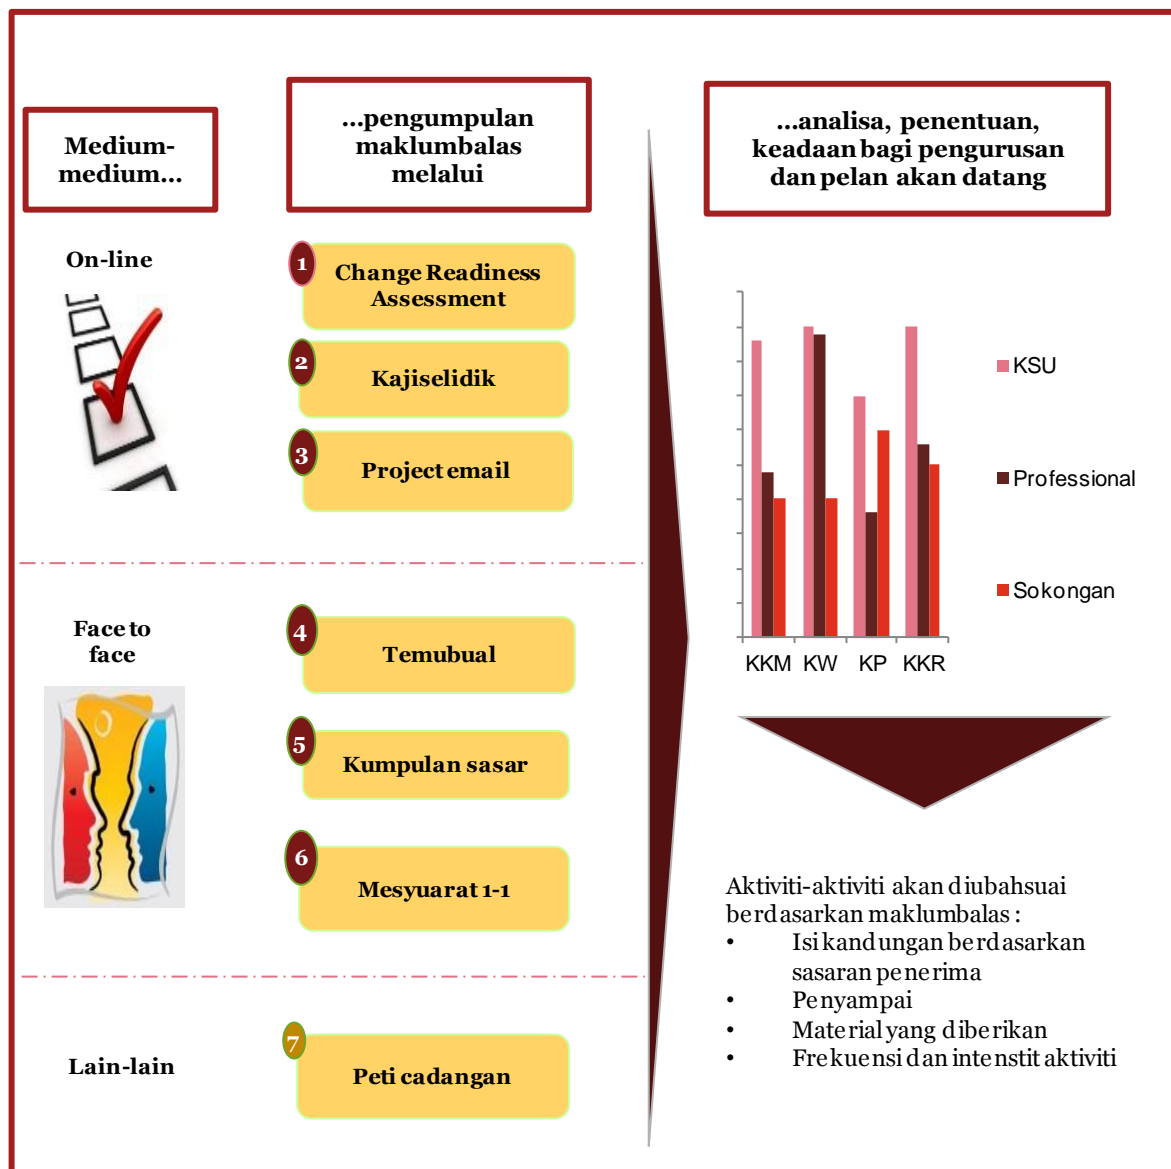 Medium-
medium...
...pengumpulan
maklumbalas
melalui
...analisa, penentuan,
keadaan bagi pengurusan
dan pelan akan datang
On-line
1
Change Readiness
Assessment
2
Kajiselidik
3
Project email
Face to
face
4
Temubual
5
Kumpulan sasar
6
Mesyuarat 1-1
Lain-lain
7
Peti cadangan
KSU
Professional
Sokongan
KKM KW KP KKR
Aktiviti-aktiviti akan diubahsuai
berdasarkan maklumbalas :
• Isi kandungan berdasarkan
sasaran penerima
• Penyampai
• Material yang diberikan
• Frekuensi dan intenstit aktiviti